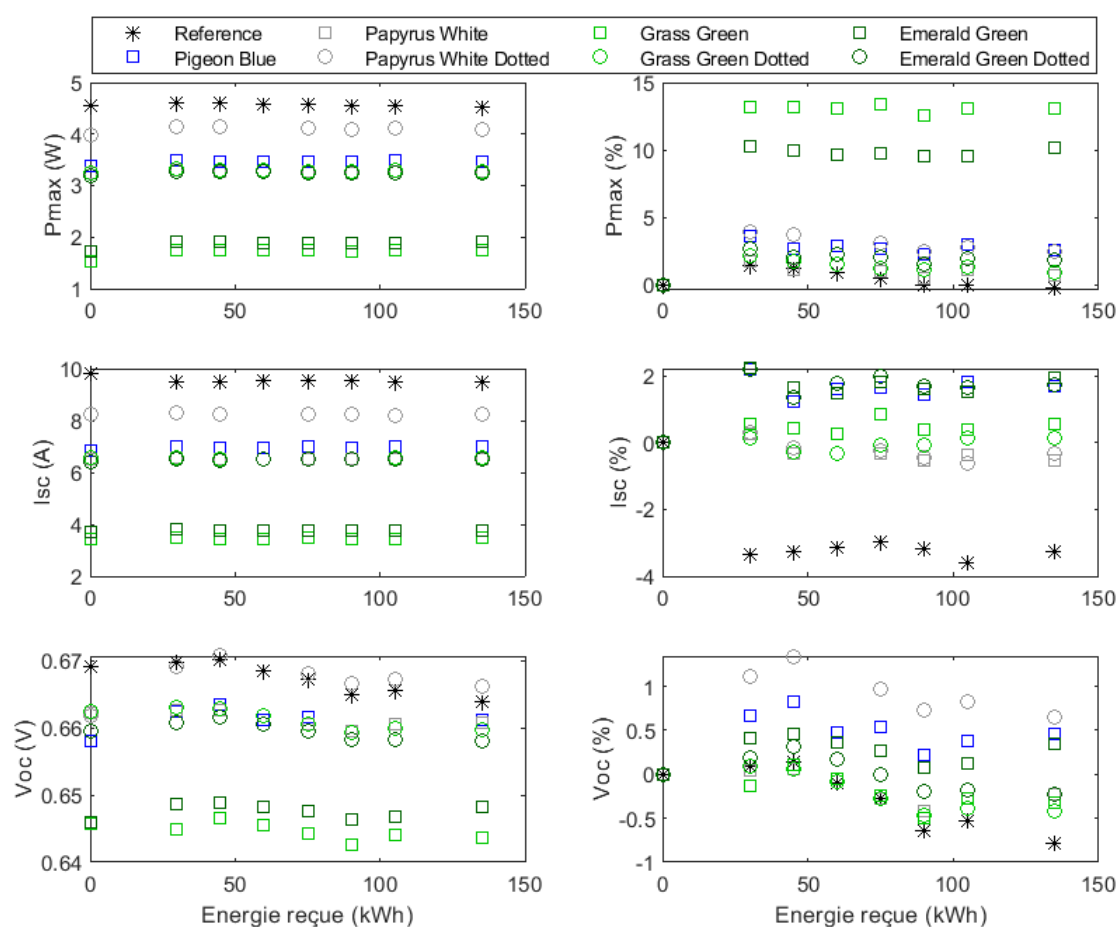 Reference Papyrus White Grass Green Emerald Green
Pigeon Blue Papyrus White Dotted Grass Green Dotted Emerald Green Dotted
5
4
3
2
1
Pmax (W)
0 50 100 150
15
10
5
0
Pmax (%)
0 50 100 150
10
8
6
4
2
Isc (A)
0 50 100 150
2
0
-2
-4
Isc (%)
0 50 100 150
0.67
0.66
0.65
0.64
Voc (V)
0 50 100 150
Energie reçue (kWh)
1
0.5
0
-0.5
-1
Voc (%)
0 50 100 150
Energie reçue (kWh)